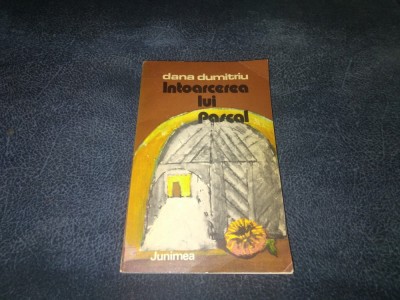 dana dumitriu
Intoarcerea
lui
Pascal
Junimea